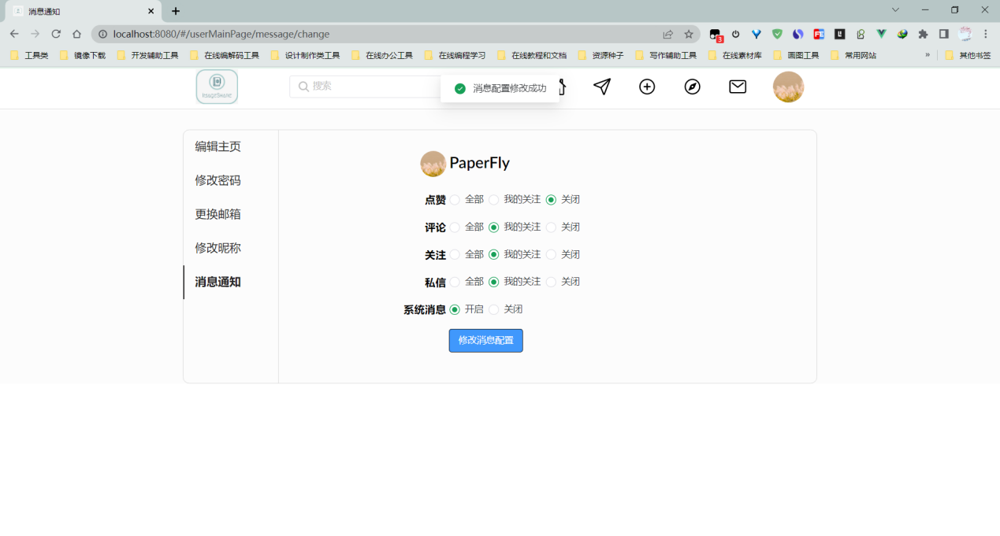 消息通知
localhost:8080/#/userMainPage/message/change
3
工具类 镜像下载 开发辅助工具 在线编解码工具 设计制作类工具 在线办公工具 在线编程学习 在线教程和文档 资源种子 写作辅助工具 在线素材库 画图工具 常用网站 » 其他书签
搜索
消息配置修改成功
编辑主页
修改密码
更换邮箱
修改昵称
消息通知
PaperFly
点赞 全部 我的关注 关闭
评论 全部 我的关注 关闭
关注 全部 我的关注 关闭
私信 全部 我的关注 关闭
系统消息 开启 关闭
修改消息配置